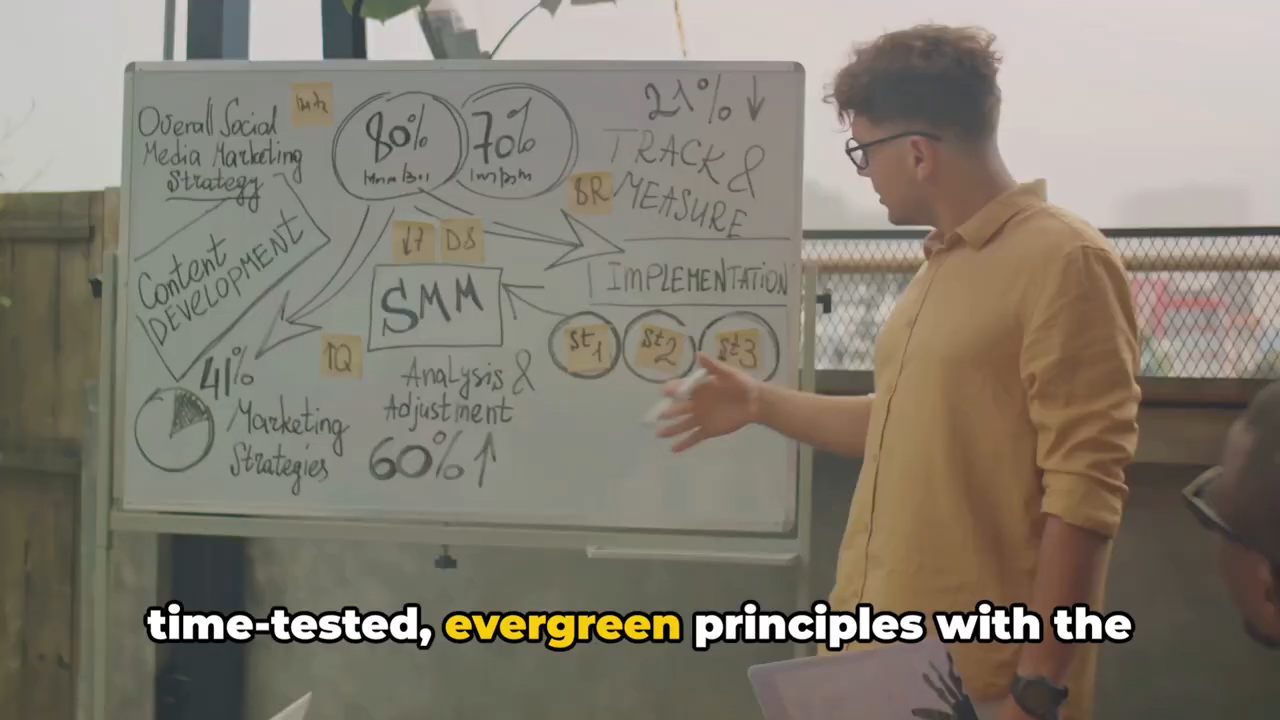 Overall Social
Media Marketing
Strategy
80%
70%
21% ↓
TRACK &
MEASURE
BR
Content
DEVELOPMENT
DS
SMM
IMPLEMENTATION
St1
St2
St3
↑Q
41%
Marketing
Strategies
Analysis &
Adjustment
60% ↑
time-tested, evergreen principles with the